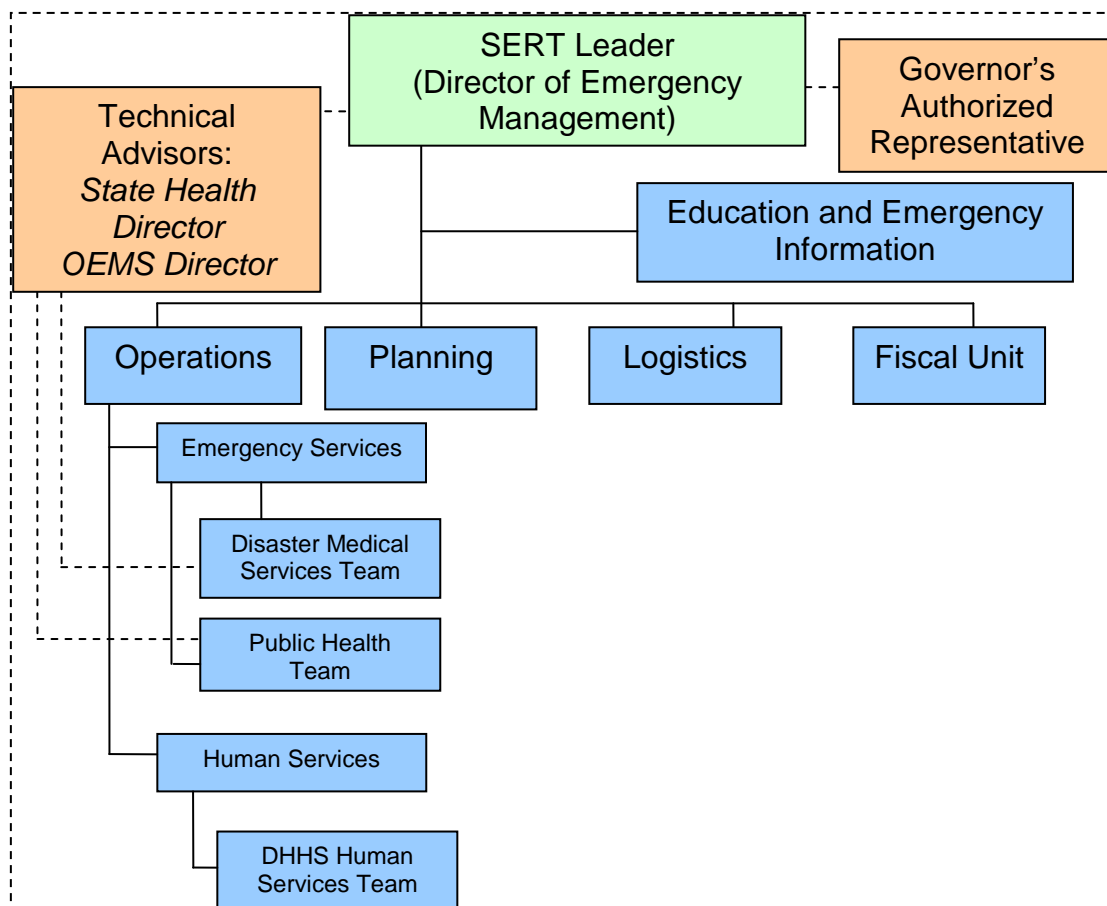 SERT Leader
(Director of Emergency
Management)
Governor’s
Authorized
Representative
Technical
Advisors:
State Health
Director
OEMS Director
Education and Emergency
Information
Operations
Planning
Logistics
Fiscal Unit
Emergency Services
Disaster Medical
Services Team
Public Health
Team
Human Services
DHHS Human
Services Team